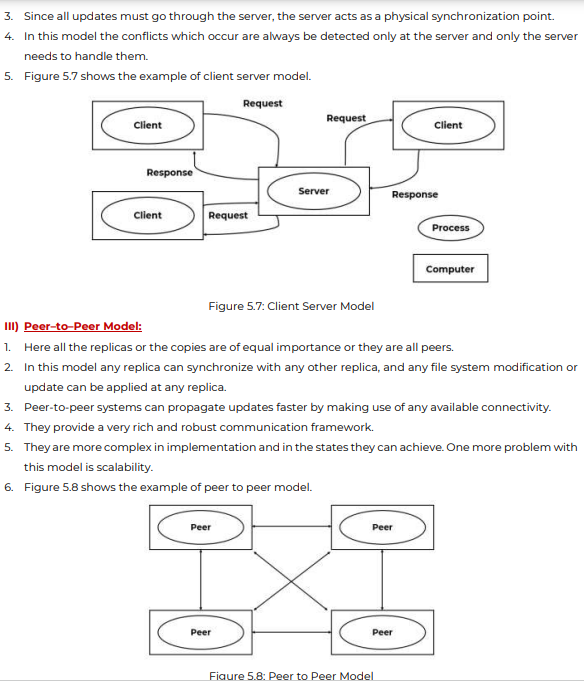 3. Since all updates must go through the server, the server acts as a physical synchronization point.
4. In this model the conflicts which occur are always be detected only at the server and only the server
needs to handle them.
5. Figure 5.7 shows the example of client server model.
Request
Request
Client
Client
Response
Server
Response
Client
Request
Process
Computer
Figure 5.7: Client Server Model
III) Peer-to-Peer Model:
1. Here all the replicas or the copies are of equal importance or they are all peers.
2. In this model any replica can synchronize with any other replica, and any file system modification or
update can be applied at any replica.
3. Peer-to-peer systems can propagate updates faster by making use of any available connectivity.
4. They provide a very rich and robust communication framework.
5. They are more complex in implementation and in the states they can achieve. One more problem with
this model is scalability.
6. Figure 5.8 shows the example of peer to peer model.
Peer
Peer
Peer
Peer
Figure 5.8: Peer to Peer Model